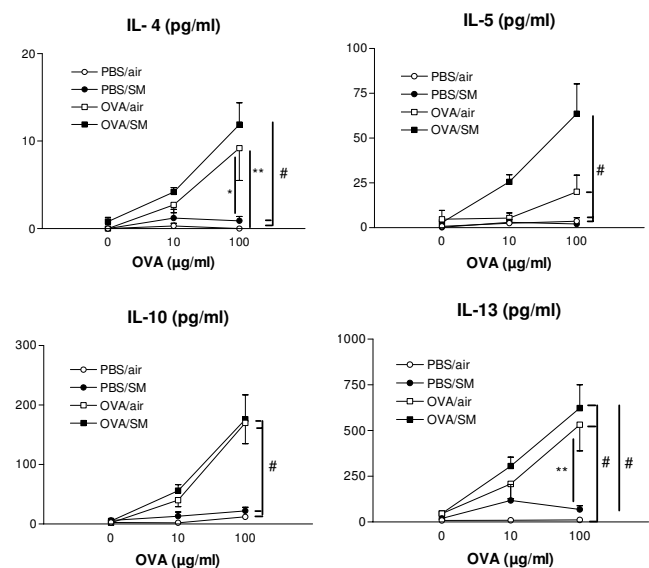 IL- 4 (pg/ml)
20
10
0
PBS/air
PBS/SM
OVA/air
OVA/SM
*
**
#
0 10 100
OVA (µg/ml)
IL-5 (pg/ml)
100
75
50
25
0
PBS/air
PBS/SM
OVA/air
OVA/SM
#
0 10 100
OVA (µg/ml)
IL-10 (pg/ml)
300
200
100
0
PBS/air
PBS/SM
OVA/air
OVA/SM
#
0 10 100
OVA (µg/ml)
IL-13 (pg/ml)
1000
750
500
250
0
PBS/air
PBS/SM
OVA/air
OVA/SM
**
#
#
0 10 100
OVA (µg/ml)